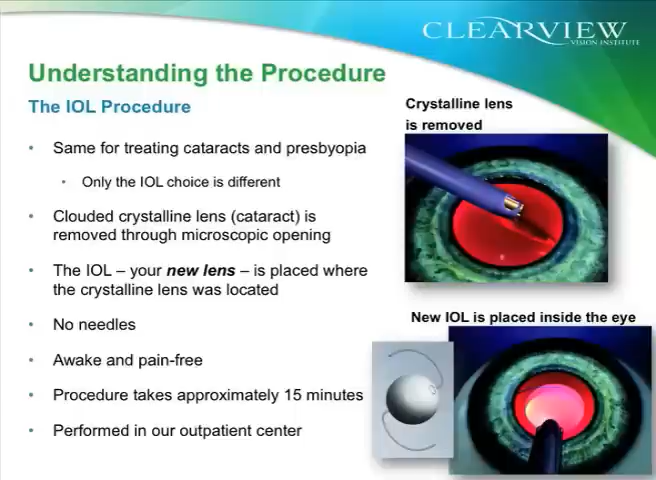 CLEARVIEW
VISION INSTITUTE
Understanding the Procedure
The IOL Procedure
• Same for treating cataracts and presbyopia
• Only the IOL choice is different
• Clouded crystalline lens (cataract) is
removed through microscopic opening
• The IOL – your new lens – is placed where
the crystalline lens was located
• No needles
• Awake and pain-free
• Procedure takes approximately 15 minutes
• Performed in our outpatient center
Crystalline lens
is removed
New IOL is placed inside the eye